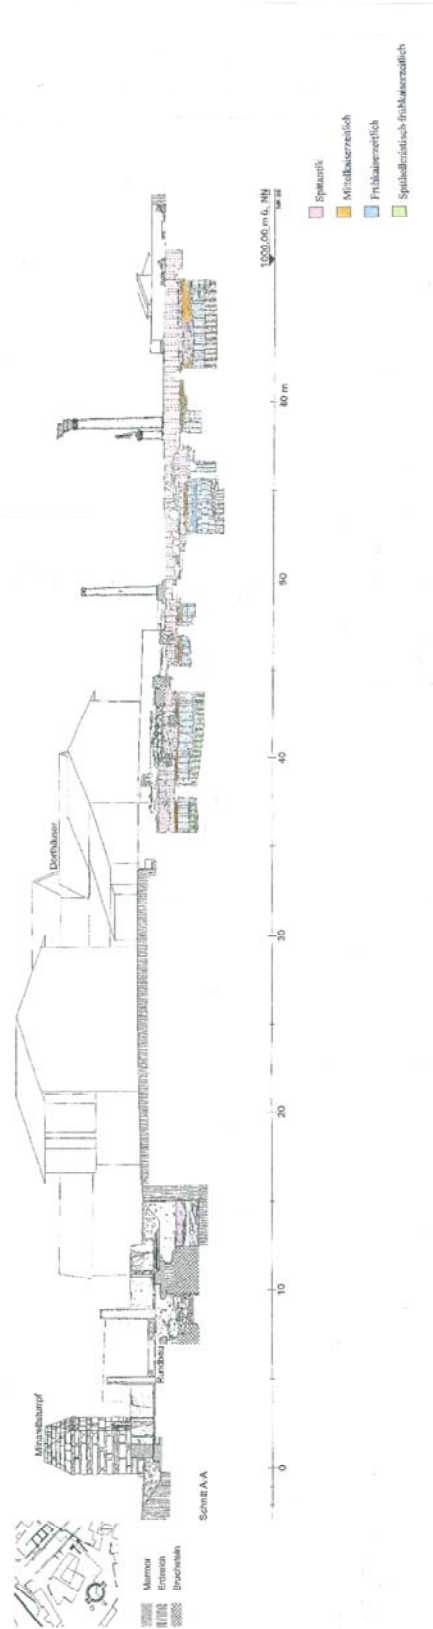 Minarettstumpf
Rundbau
Dorfhäuser
0
10
20
30
40
50
60 m
1000,00 m ü. NN
Schnitt A-A
Marmor
Erdreich
Bruchstein
Spätantik
Mittelkaiserzeitlich
Frühkaiserzeitlich
Späthellenistisch-frühkaiserzeitlich